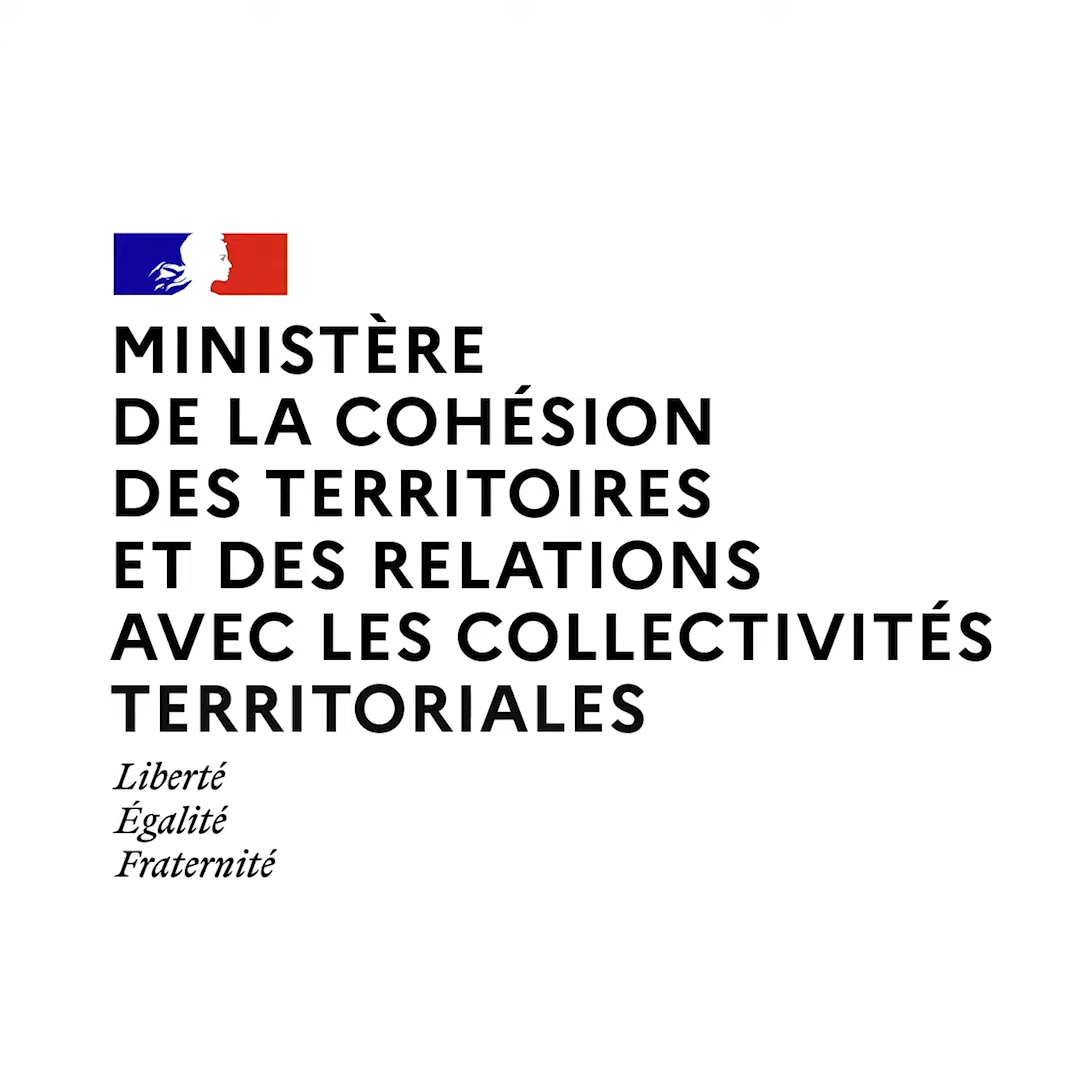 MINISTÈRE
DE LA COHÉSION
DES TERRITOIRES
ET DES RELATIONS
AVEC LES COLLECTIVITÉS
TERRITORIALES
Liberté
Égalité
Fraternité